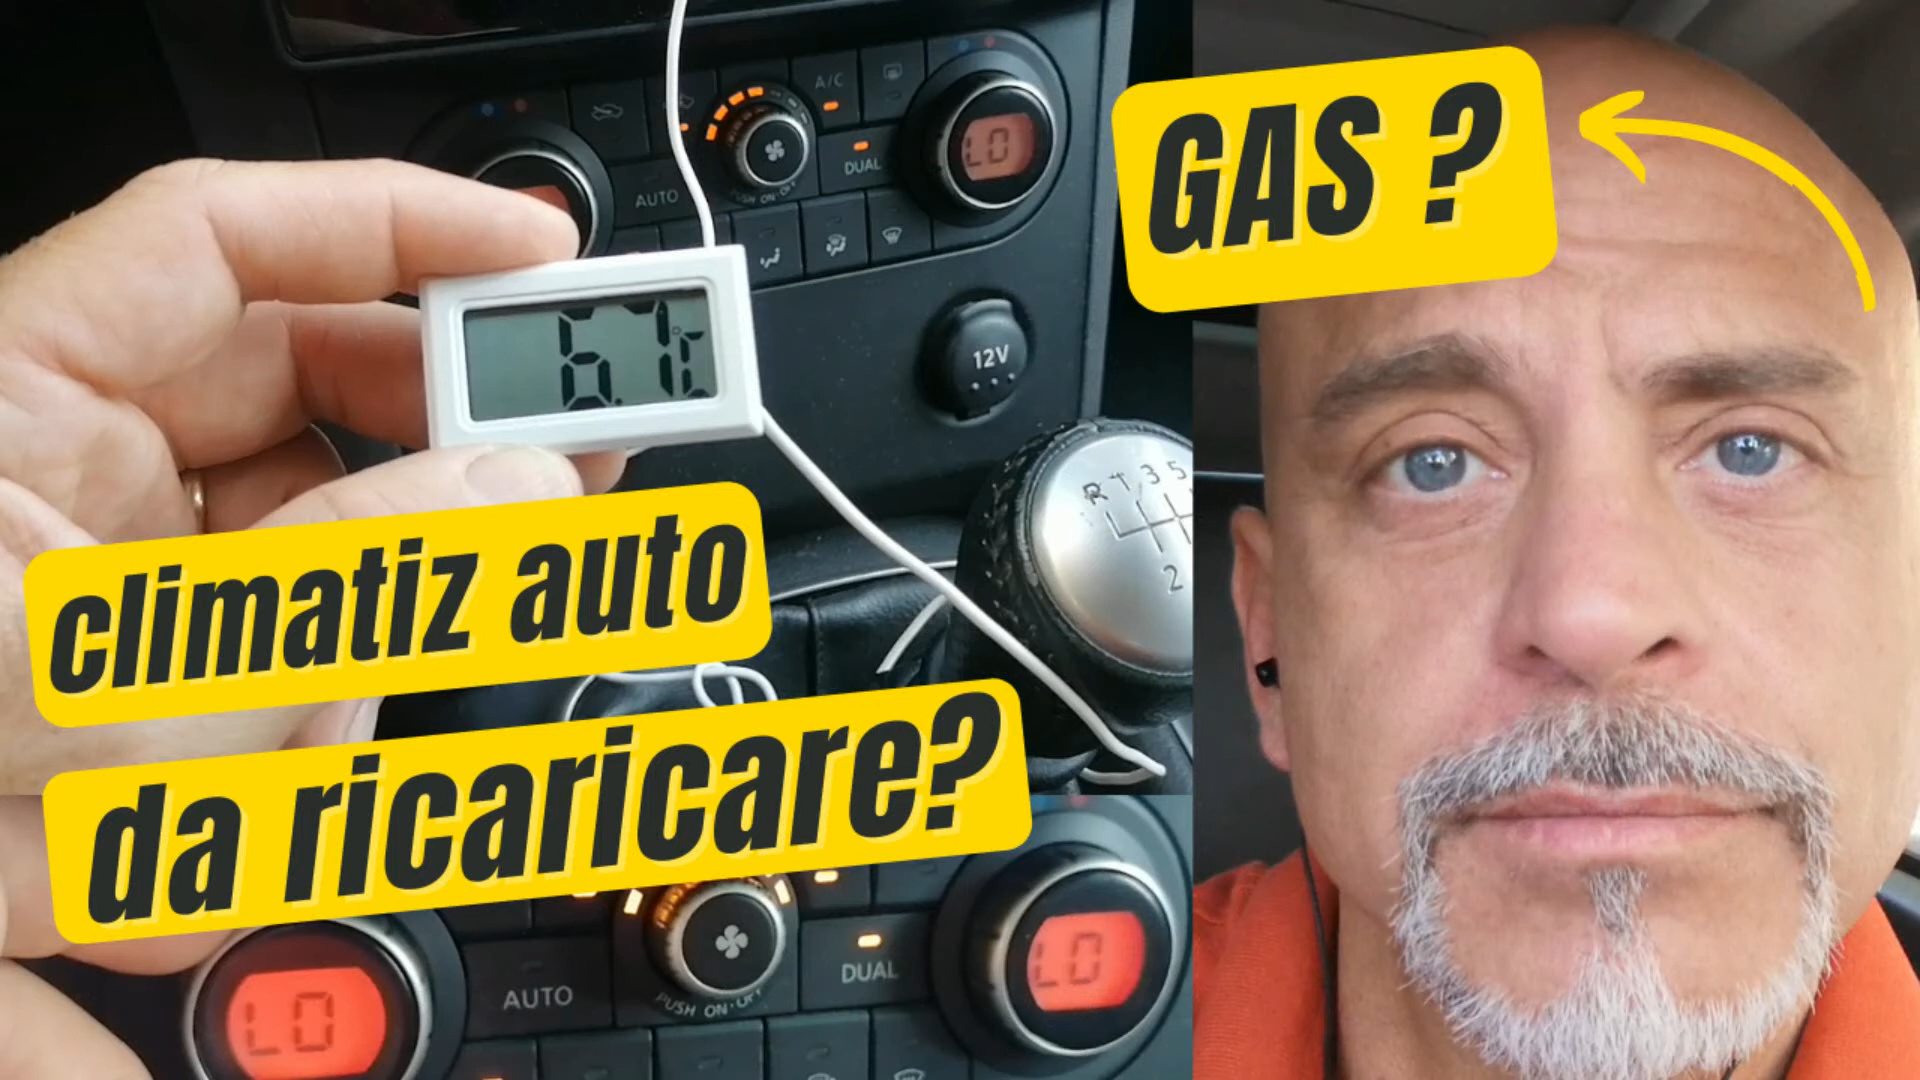 GAS ?
A/C
LO
DUAL
AUTO
PUSH ON·OFF
6.1°C
12V
R 1 3 5
2
climatiz auto
da ricaricare?
LO
AUTO
PUSH ON·OFF
DUAL
LO